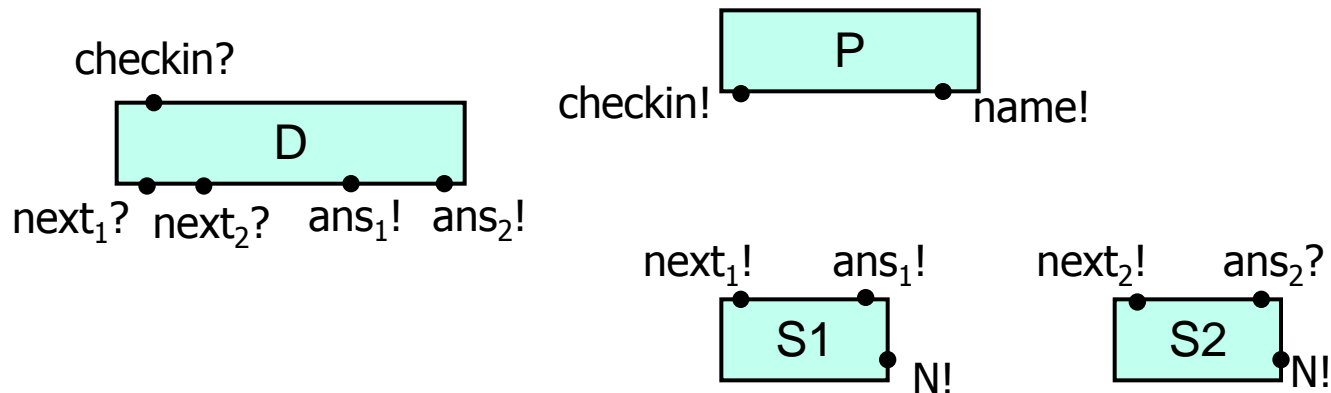 checkin?
D
next₁? next₂? ans₁! ans₂!
P
checkin! name!
next₁! ans₁!
S1
N!
next₂! ans₂?
S2
N!